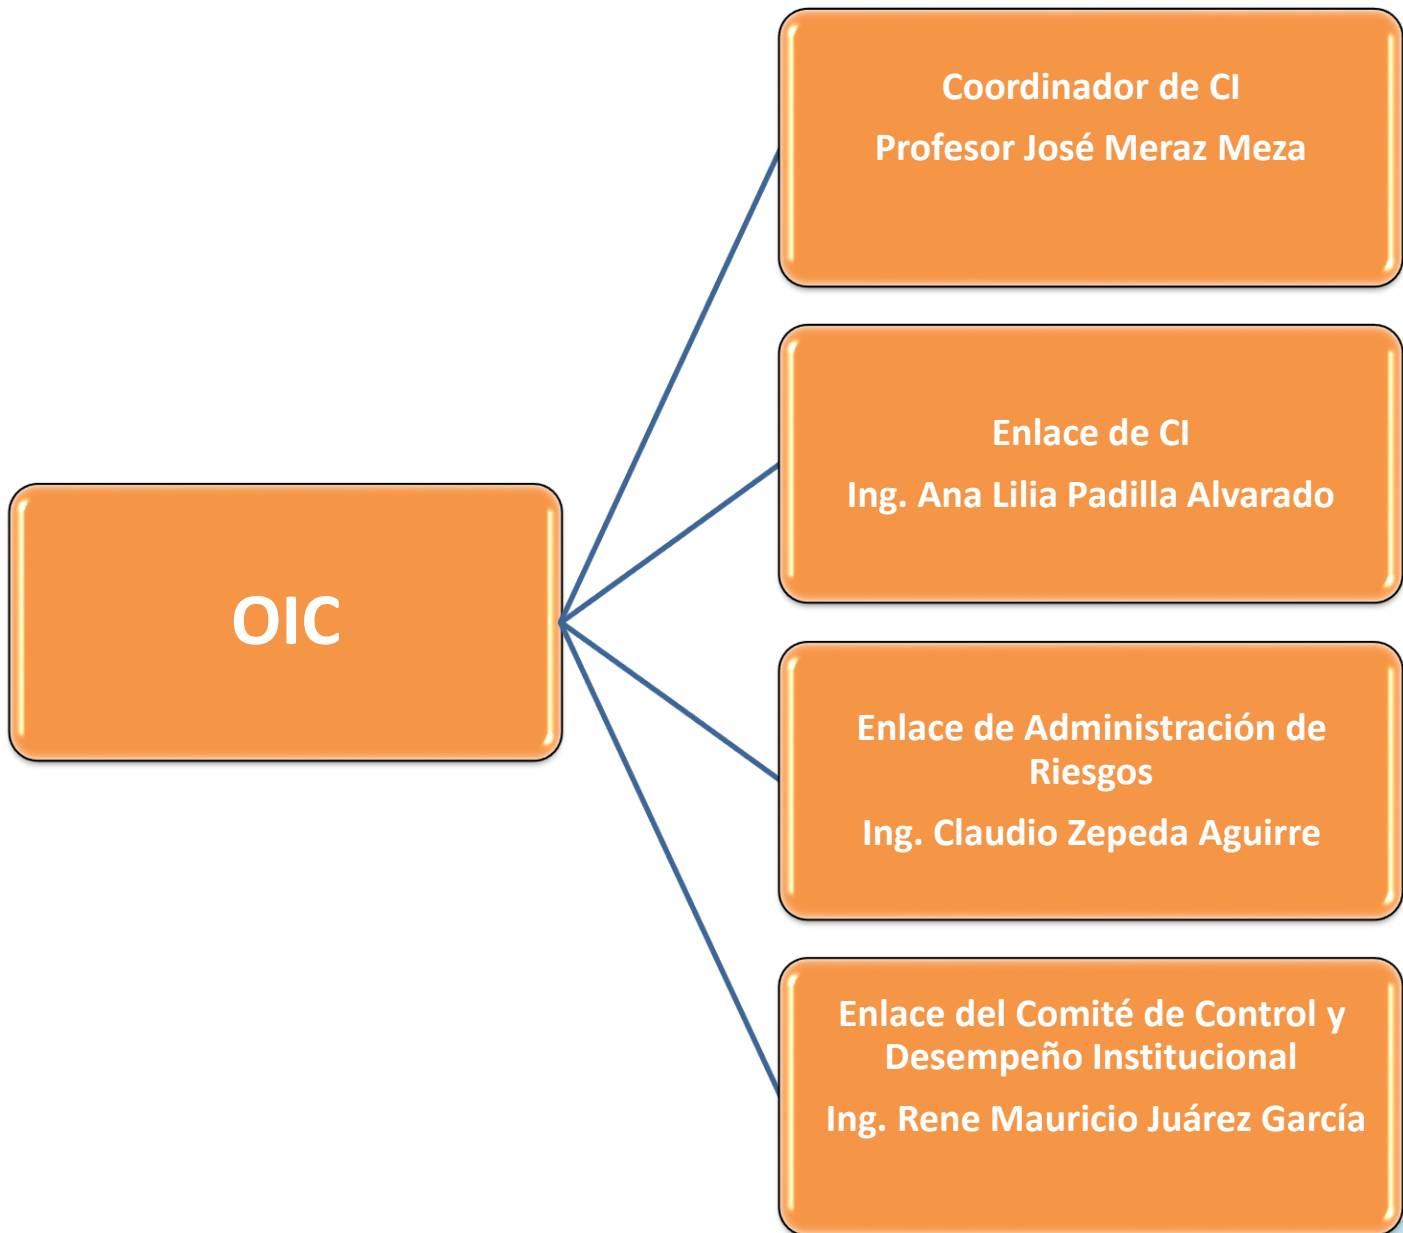 OIC
Coordinador de CI
Profesor José Meraz Meza
Enlace de CI
Ing. Ana Lilia Padilla Alvarado
Enlace de Administración de
Riesgos
Ing. Claudio Zepeda Aguirre
Enlace del Comité de Control y
Desempeño Institucional
Ing. Rene Mauricio Juárez García